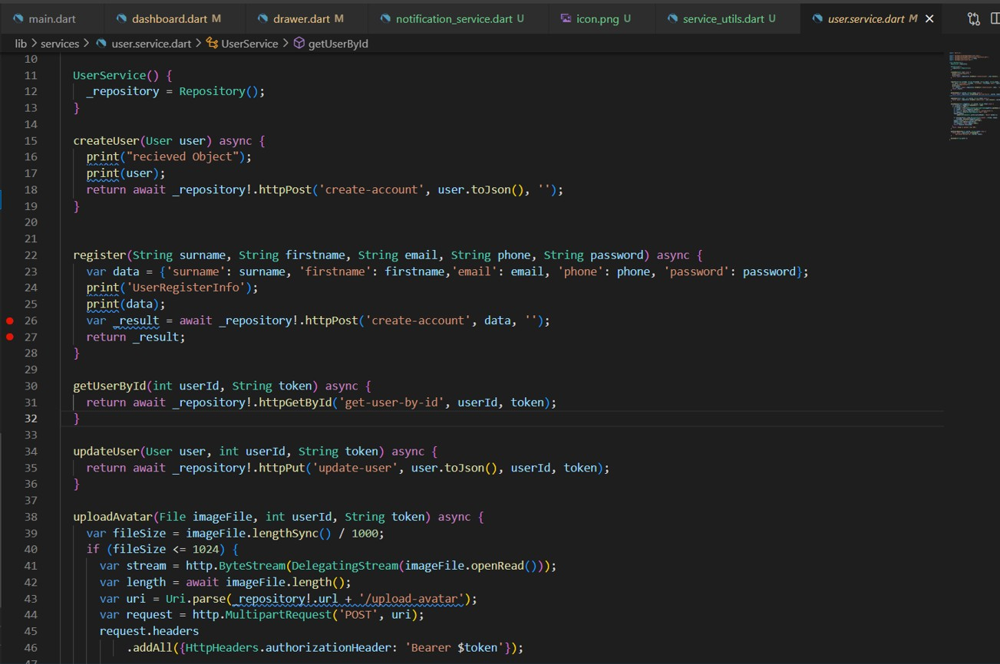 main.dart dashboard.dart M drawer.dart M notification_service.dart U icon.png U service_utils.dart U user.service.dart M
lib > services > user.service.dart > UserService > getUserById
10
11 UserService() {
12 _repository = Repository();
13 }
14
15 createUser(User user) async {
16 print("recieved Object");
17 print(user);
18 return await _repository!.httpPost('create-account', user.toJson(), '');
19 }
20
21
22 register(String surname, String firstname, String email, String phone, String password) async {
23 var data = {'surname': surname, 'firstname': firstname,'email': email, 'phone': phone, 'password': password};
24 print('UserRegisterInfo');
25 print(data);
26 var _result = await _repository!.httpPost('create-account', data, '');
27 return _result;
28 }
29
30 getUserById(int userId, String token) async {
31 return await _repository!.httpGetById('get-user-by-id', userId, token);
32 }
33
34 updateUser(User user, int userId, String token) async {
35 return await _repository!.httpPut('update-user', user.toJson(), userId, token);
36 }
37
38 uploadAvatar(File imageFile, int userId, String token) async {
39 var fileSize = imageFile.lengthSync() / 1000;
40 if (fileSize <= 1024) {
41 var stream = http.ByteStream(DelegatingStream(imageFile.openRead()));
42 var length = await imageFile.length();
43 var uri = Uri.parse(_repository!.url + '/upload-avatar');
44 var request = http.MultipartRequest('POST', uri);
45 request.headers
46 .addAll({HttpHeaders.authorizationHeader: 'Bearer $token'});